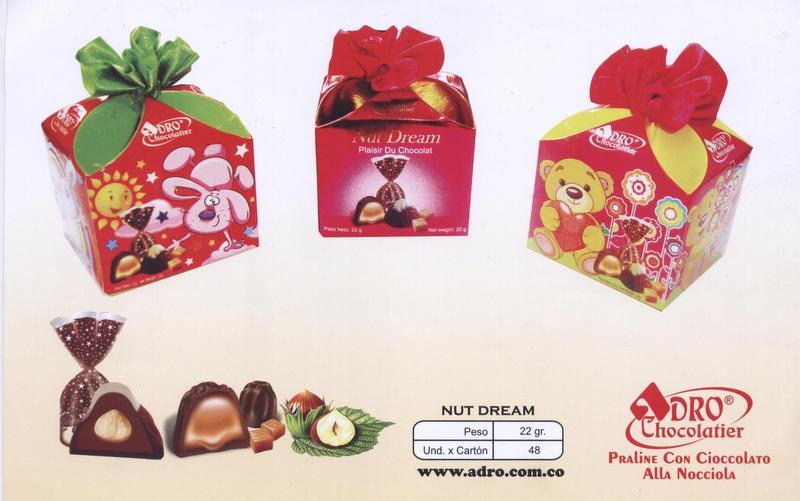 ADRO®
Chocolatier
Nut Dream
Plaisir Du Chocolat
Peso Neto: 22 g
Net weight: 22 g
ADRO®
Chocolatier
ADRO
NUT DREAM
Peso 22 gr.
Und. x Cartón 48
www.adro.com.co
ADRO®
Chocolatier
PRALINE CON CIOCCOLATO
ALLA NOCCIOLA